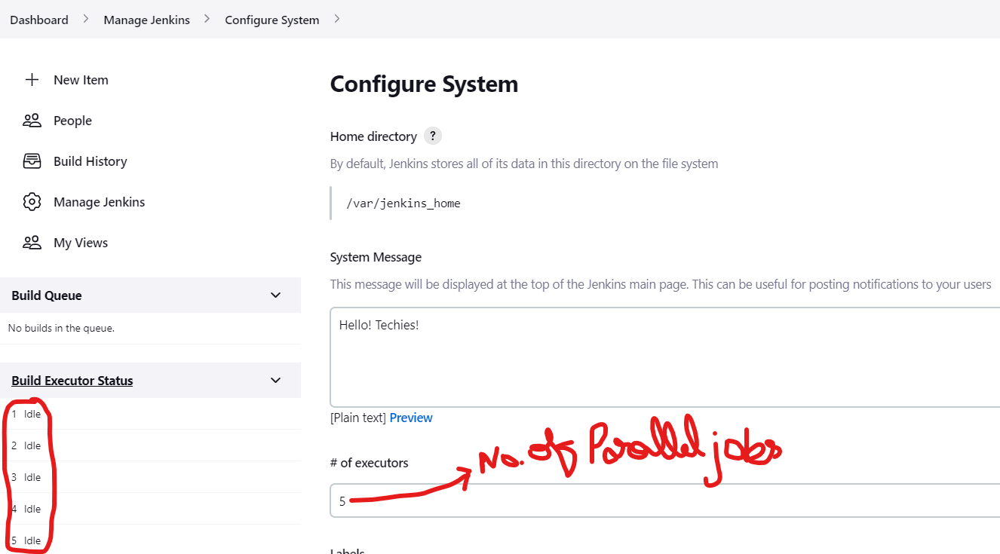 Dashboard > Manage Jenkins > Configure System >
New Item
People
Build History
Manage Jenkins
My Views
Build Queue
No builds in the queue.
Build Executor Status
1 Idle
2 Idle
3 Idle
4 Idle
5 Idle
Configure System
Home directory ?
By default, Jenkins stores all of its data in this directory on the file system
/var/jenkins_home
System Message
This message will be displayed at the top of the Jenkins main page. This can be useful for posting notifications to your users
Hello! Techies!
[Plain text] Preview
# of executors
No. of Parallel jobs
5
Labels